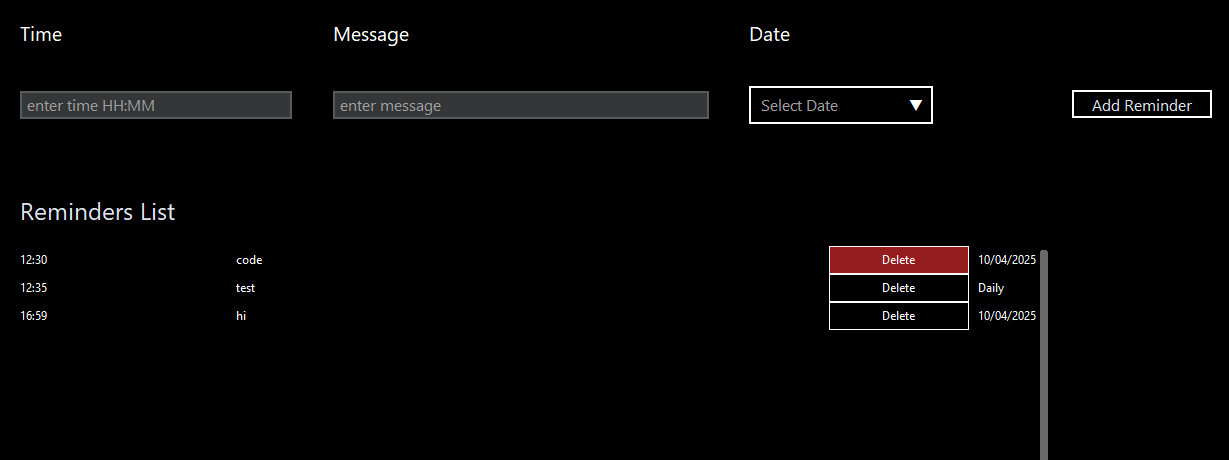 Time Message Date
enter time HH:MM enter message Select Date Add Reminder
Reminders List
12:30 code Delete 10/04/2025
12:35 test Delete Daily
16:59 hi Delete 10/04/2025